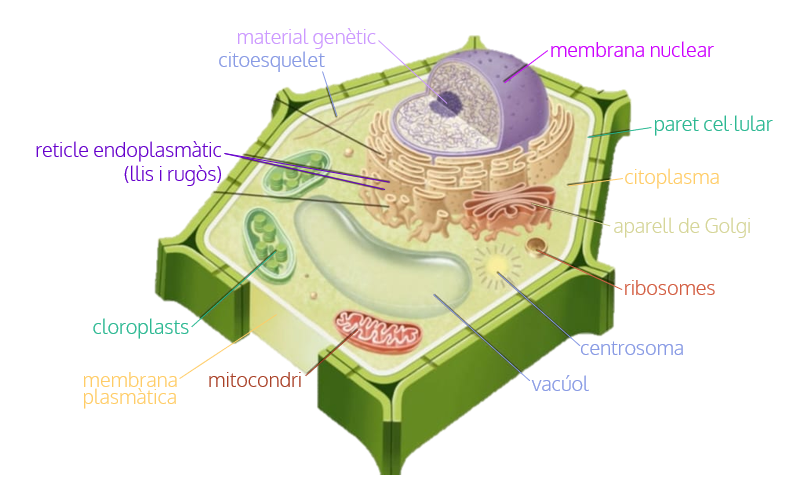 material genètic
citoesquelet
membrana nuclear
paret cel·lular
reticle endoplasmàtic
(llis i rugòs)
citoplasma
aparell de Golgi
ribosomes
cloroplasts
centrosoma
membrana
plasmàtica
mitocondri
vacúol